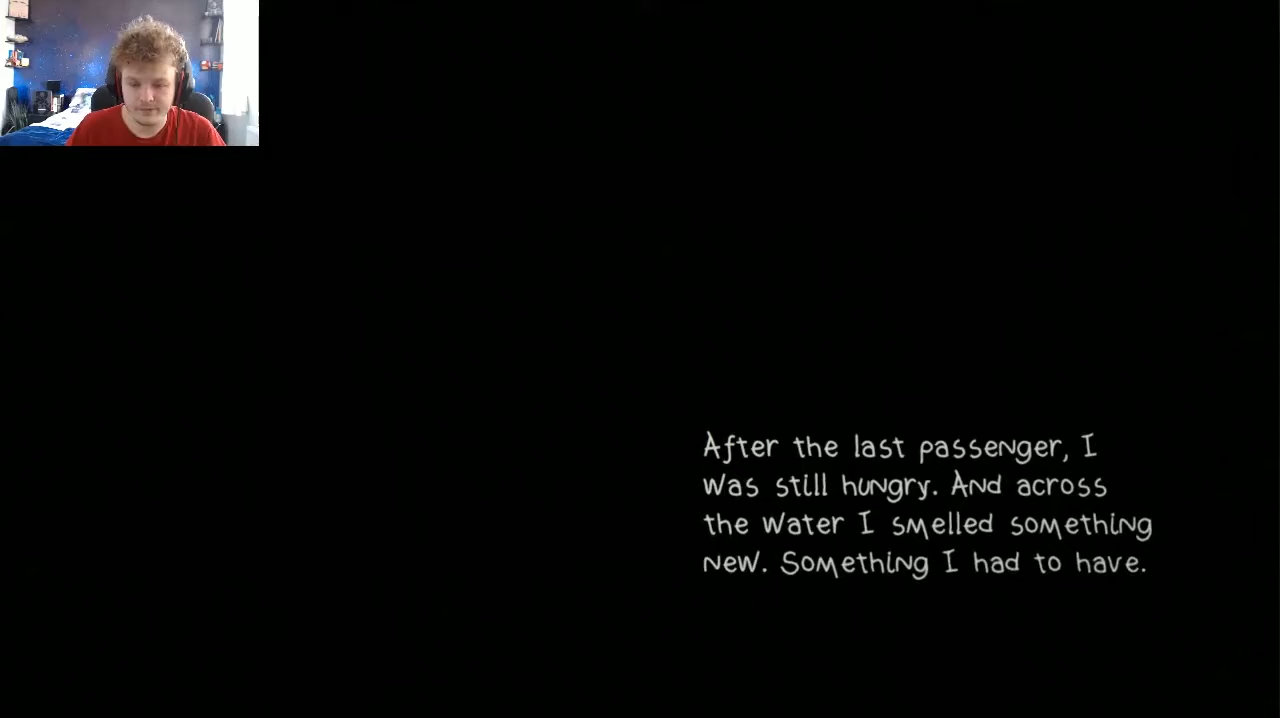 After the last passenger, I
was still hungry. And across
the water I smelled something
new. Something I had to have.